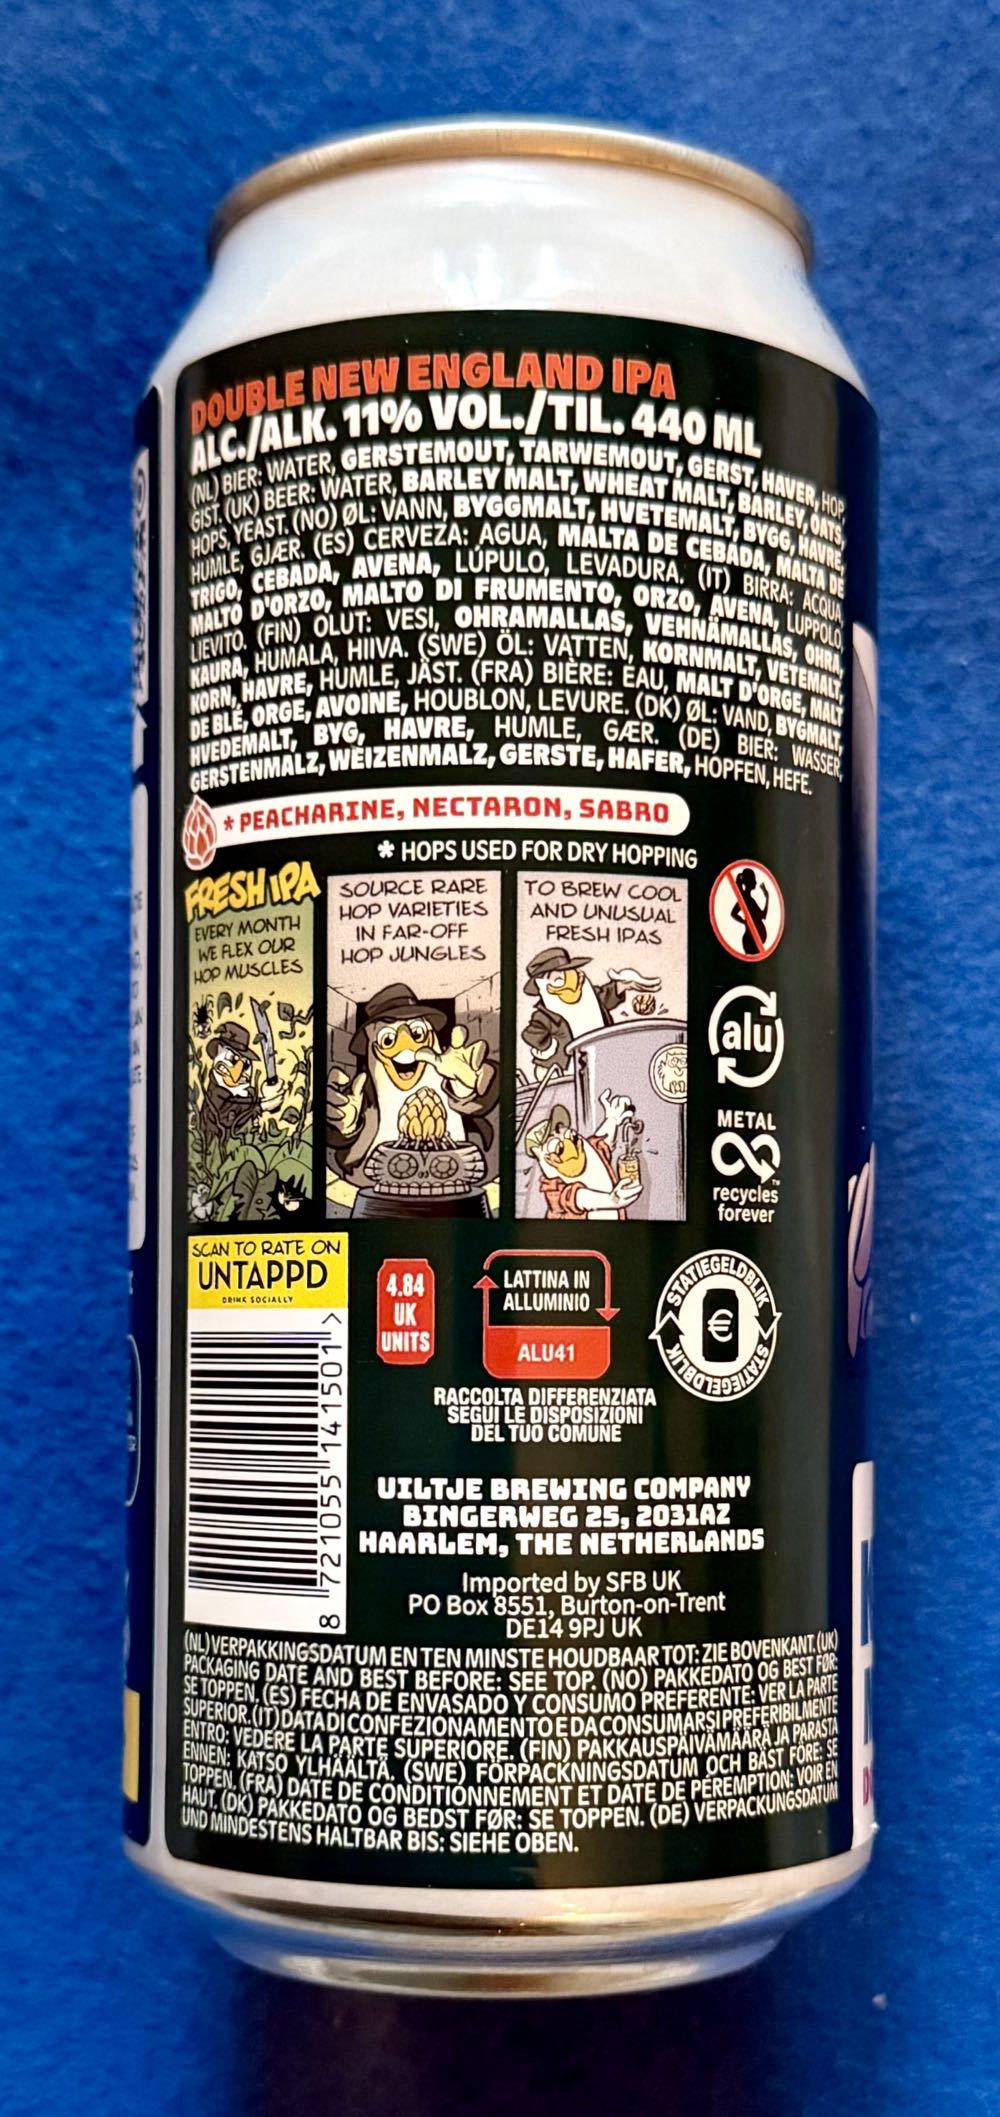 DOUBLE NEW ENGLAND IPA
ALC./ALK. 11% VOL./TIL. 440 ML
(NL) BIER: WATER, GERSTEMOUT, TARWEMOUT, GERST, HAVER, HOP,
GIST. (UK) BEER: WATER, BARLEY MALT, WHEAT MALT, BARLEY, OATS,
HOPS, YEAST. (NO) ØL: VANN, BYGGMALT, HVETEMALT, BYGG, HAVRE,
HUMLE, GJÆR. (ES) CERVEZA: AGUA, MALTA DE CEBADA, MALTA DE
TRIGO, CEBADA, AVENA, LÚPULO, LEVADURA. (IT) BIRRA: ACQUA,
MALTO D'ORZO, MALTO DI FRUMENTO, ORZO, AVENA, LUPPOLO,
LIEVITO. (FIN) OLUT: VESI, OHRAMALLAS, VEHNÄMALLAS, OHRA,
KAURA, HUMALA, HIIVA. (SWE) ÖL: VATTEN, KORNMALT, VETEMALT,
KORN, HAVRE, HUMLE, JÄST. (FRA) BIÈRE: EAU, MALT D'ORGE, MALT
DE BLÉ, ORGE, AVOINE, HOUBLON, LEVURE. (DK) ØL: VAND, BYGMALT,
HVEDEMALT, BYG, HAVRE, HUMLE, GÆR. (DE) BIER: WASSER,
GERSTENMALZ, WEIZENMALZ, GERSTE, HAFER, HOPFEN, HEFE.
* PEACHARINE, NECTARON, SABRO
* HOPS USED FOR DRY HOPPING
FRESH IPA
EVERY MONTH
WE FLEX OUR
HOP MUSCLES
SOURCE RARE
HOP VARIETIES
IN FAR-OFF
HOP JUNGLES
TO BREW COOL
AND UNUSUAL
FRESH IPAS
alu
METAL
recycles
forever
SCAN TO RATE ON
UNTAPPD
DRINK SOCIALLY
4.84
UK
UNITS
LATTINA IN
ALLUMINIO
ALU41
STATIEGELDBLIK
€
STATIEGELDBLIK
RACCOLTA DIFFERENZIATA
SEGUI LE DISPOSIZIONI
DEL TUO COMUNE
8 721055 141501 >
UILTJE BREWING COMPANY
BINGERWEG 25, 2031AZ
HAARLEM, THE NETHERLANDS
Imported by SFB UK
PO Box 8551, Burton-on-Trent
DE14 9PJ UK
(NL) VERPAKKINGSDATUM EN TEN MINSTE HOUDBAAR TOT: ZIE BOVENKANT. (UK)
PACKAGING DATE AND BEST BEFORE: SEE TOP. (NO) PAKKEDATO OG BEST FØR:
SE TOPPEN. (ES) FECHA DE ENVASADO Y CONSUMO PREFERENTE: VER LA PARTE
SUPERIOR. (IT) DATA DI CONFEZIONAMENTO E DA CONSUMARSI PREFERIBILMENTE
ENTRO: VEDERE LA PARTE SUPERIORE. (FIN) PAKKAUSPÄIVÄMÄÄRÄ JA PARASTA
ENNEN: KATSO YLHÄÄLTÄ. (SWE) FÖRPACKNINGSDATUM OCH BÄST FÖRE: SE
TOPPEN. (FRA) DATE DE CONDITIONNEMENT ET DATE DE PÉREMPTION: VOIR EN
HAUT. (DK) PAKKEDATO OG BEDST FØR: SE TOPPEN. (DE) VERPACKUNGSDATUM
UND MINDESTENS HALTBAR BIS: SIEHE OBEN.